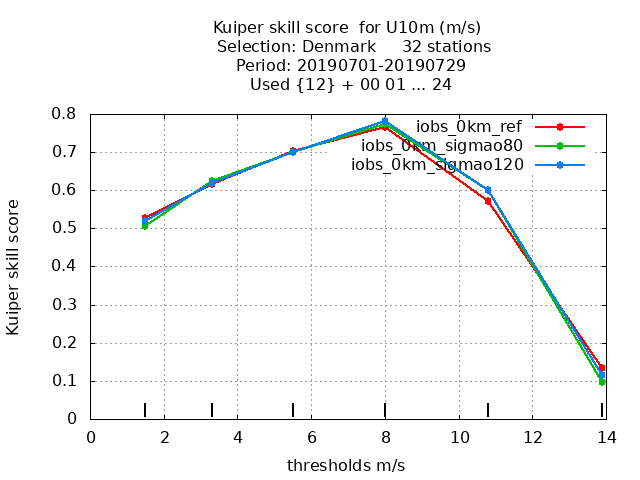 Kuiper skill score  for U10m (m/s)
Selection: Denmark     32 stations
Period: 20190701-20190729
Used {12} + 00 01 ... 24
iobs_0km_ref
iobs_0km_sigmao80
iobs_0km_sigmao120
Kuiper skill score
0.8
0.7
0.6
0.5
0.4
0.3
0.2
0.1
0
0 2 4 6 8 10 12 14
thresholds m/s